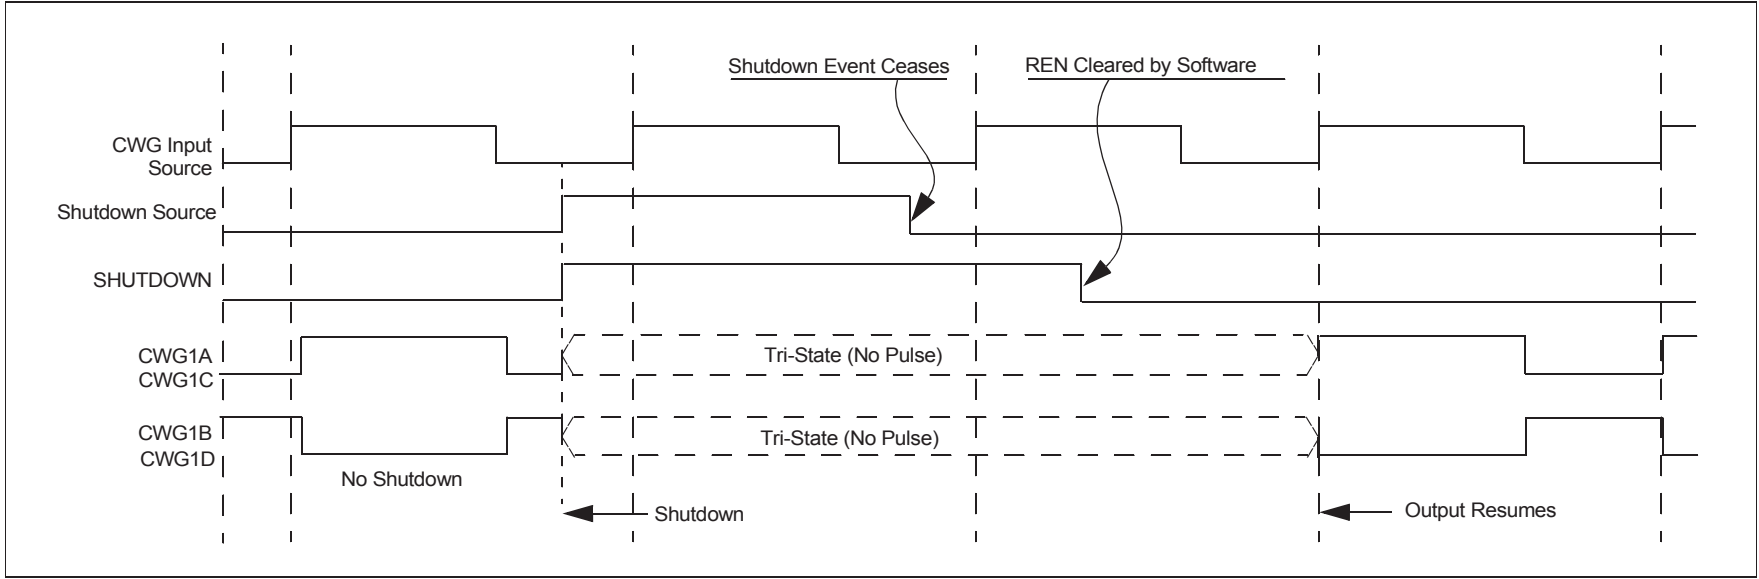 Shutdown Event Ceases
REN Cleared by Software
CWG Input
Source
Shutdown Source
SHUTDOWN
CWG1A
CWG1C
Tri-State (No Pulse)
CWG1B
CWG1D
Tri-State (No Pulse)
No Shutdown
Shutdown
Output Resumes